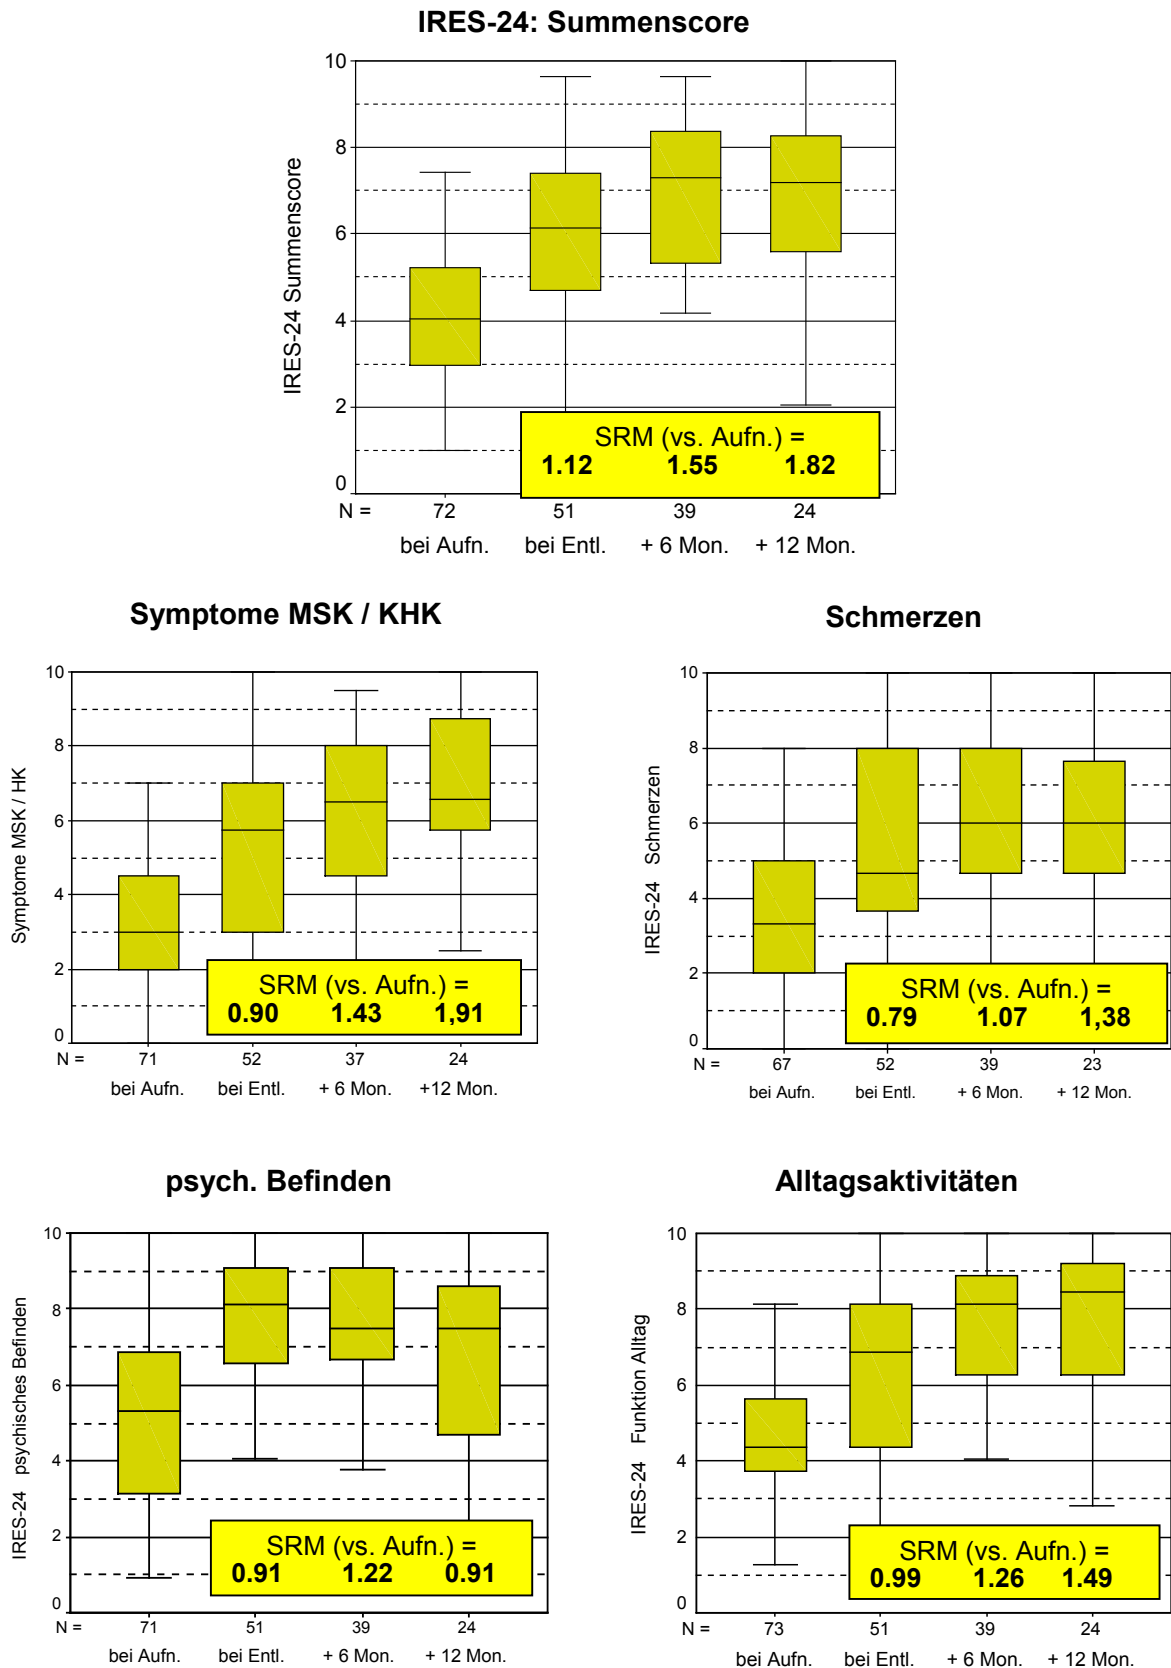 IRES-24: Summenscore
10
8
6
4
2
0
IRES-24 Summenscore
SRM (vs. Aufn.) =
1.12 1.55 1.82
N = 72 51 39 24
bei Aufn. bei Entl. + 6 Mon. + 12 Mon.
Symptome MSK / KHK
10
8
6
4
2
0
Symptome MSK / HK
SRM (vs. Aufn.) =
0.90 1.43 1,91
N = 71 52 37 24
bei Aufn. bei Entl. + 6 Mon. +12 Mon.
Schmerzen
10
8
6
4
2
0
IRES-24 Schmerzen
SRM (vs. Aufn.) =
0.79 1.07 1,38
N = 67 52 39 23
bei Aufn. bei Entl. + 6 Mon. + 12 Mon.
psych. Befinden
10
8
6
4
2
0
IRES-24 psychisches Befinden
SRM (vs. Aufn.) =
0.91 1.22 0.91
N = 71 51 39 24
bei Aufn. bei Entl. + 6 Mon. + 12 Mon.
Alltagsaktivitäten
10
8
6
4
2
0
IRES-24 Funktion Alltag
SRM (vs. Aufn.) =
0.99 1.26 1.49
N = 73 51 39 24
bei Aufn. bei Entl. + 6 Mon. + 12 Mon.